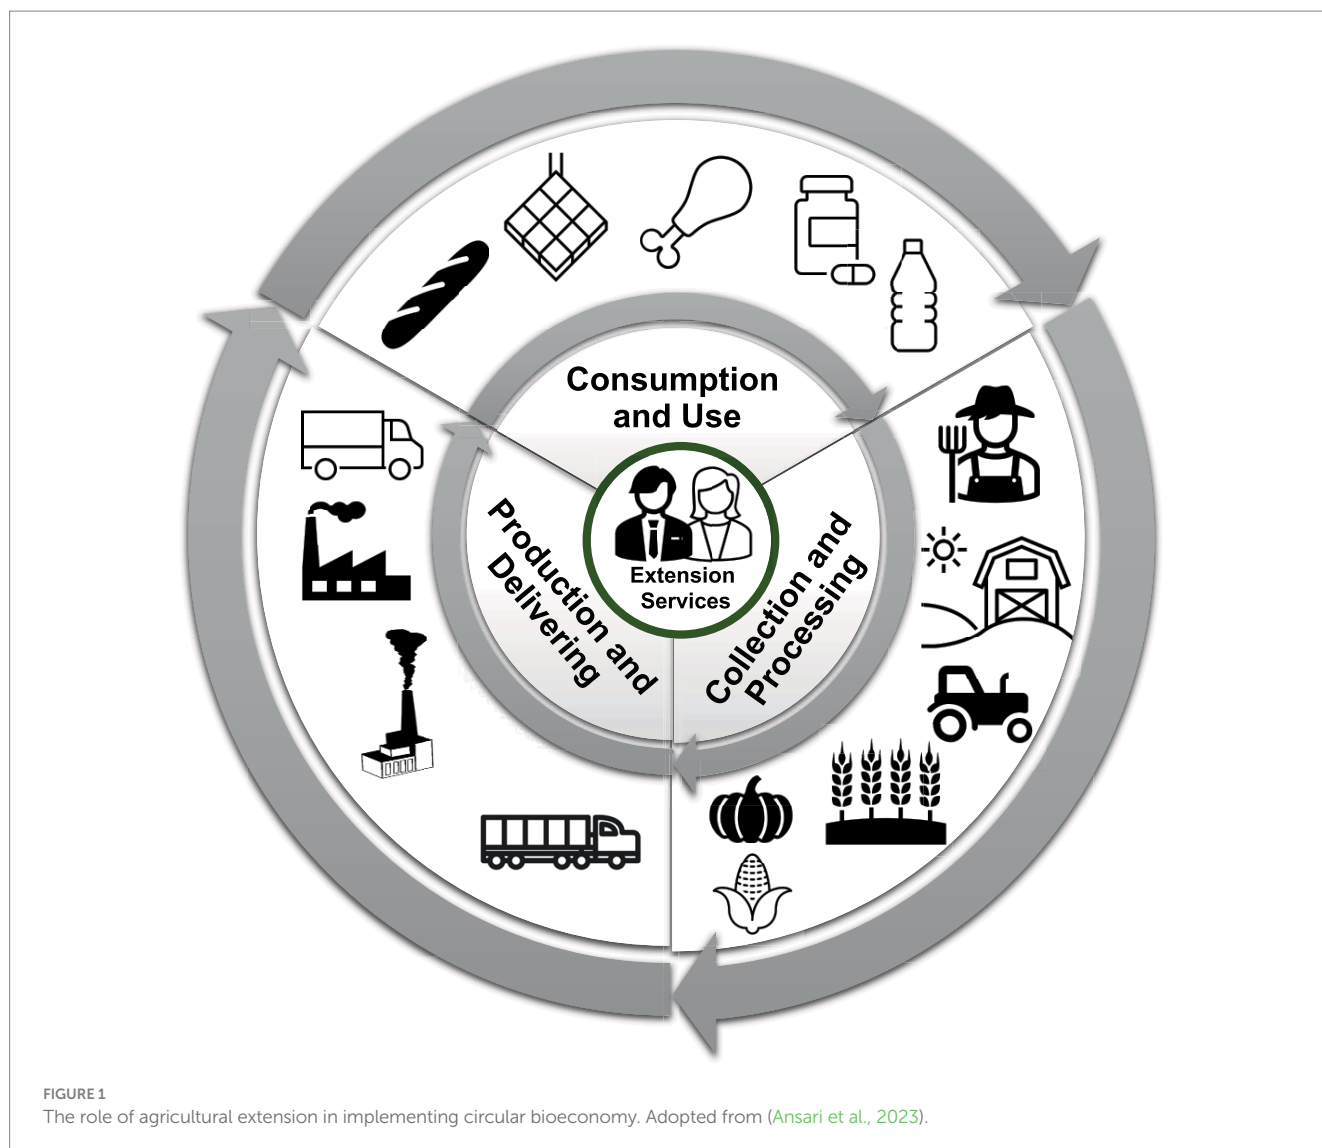 Consumption
and Use
Production and
Delivering
Extension
Services
Collection and
Processing
FIGURE 1
The role of agricultural extension in implementing circular bioeconomy. Adopted from (Ansari et al., 2023).